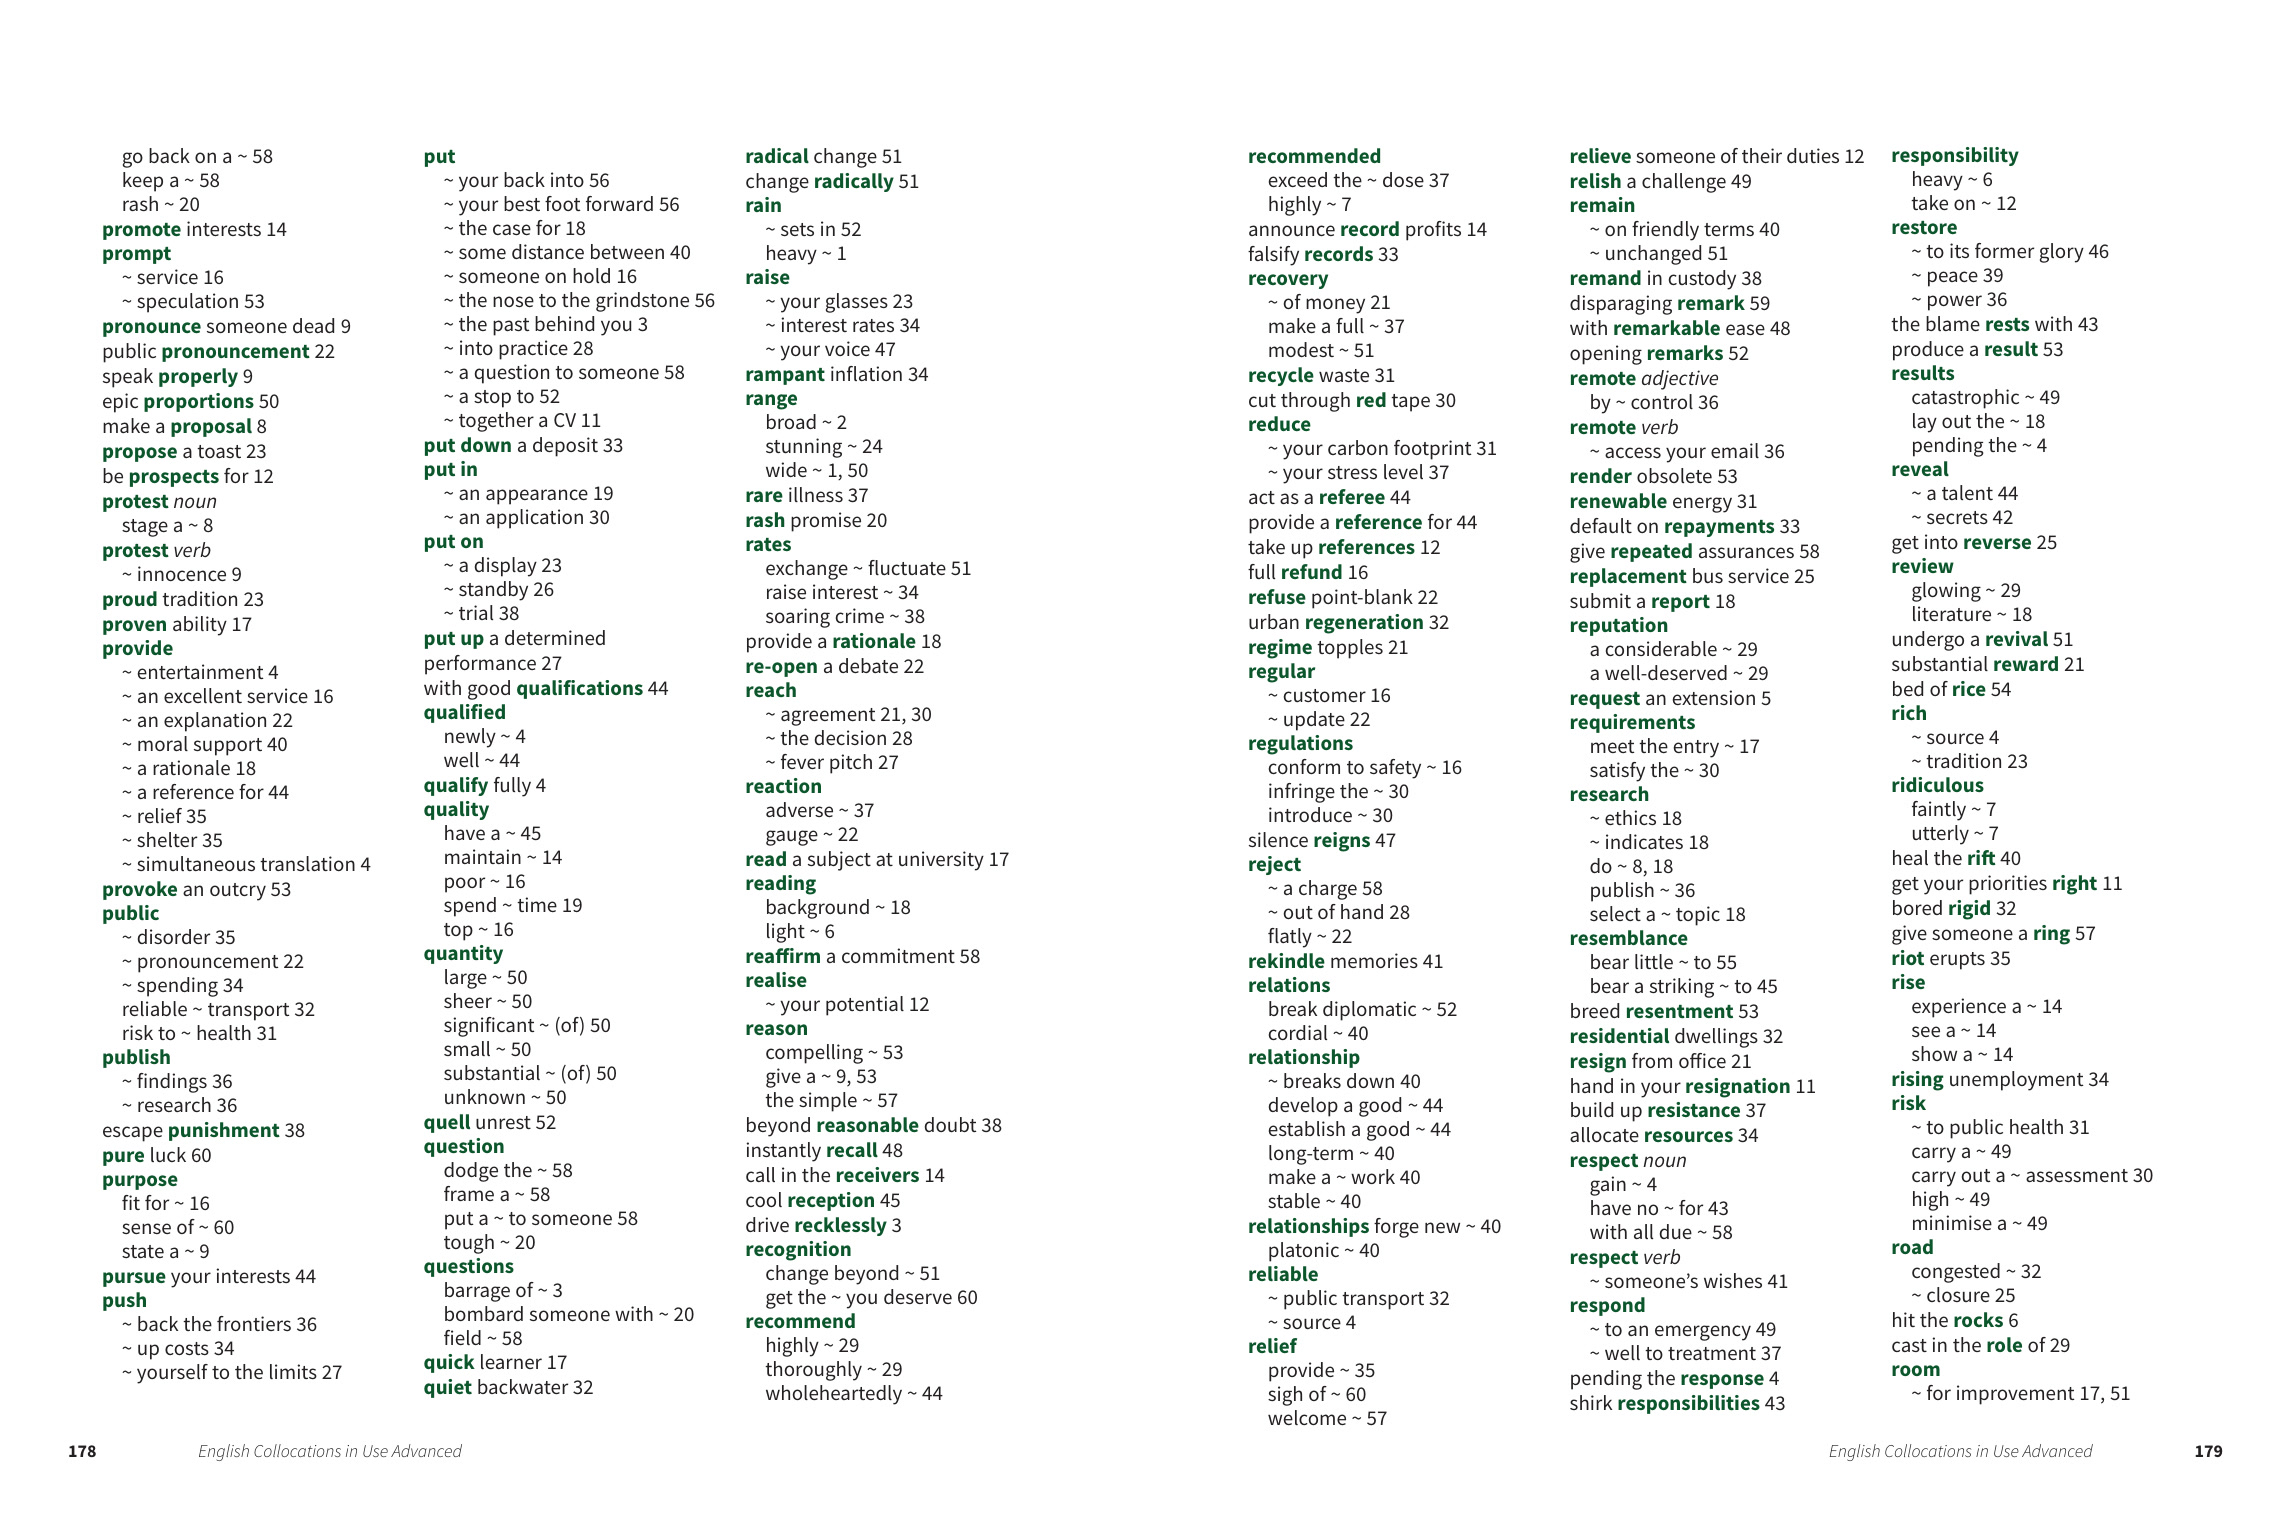 go back on a ~ 58
keep a ~ 58
rash ~ 20
promote interests 14
prompt
~ service 16
~ speculation 53
pronounce someone dead 9
public pronouncement 22
speak properly 9
epic proportions 50
make a proposal 8
propose a toast 23
be prospects for 12
protest noun
stage a ~ 8
protest verb
~ innocence 9
proud tradition 23
proven ability 17
provide
~ entertainment 4
~ an excellent service 16
~ an explanation 22
~ moral support 40
~ a rationale 18
~ a reference for 44
~ relief 35
~ shelter 35
~ simultaneous translation 4
provoke an outcry 53
public
~ disorder 35
~ pronouncement 22
~ spending 34
reliable ~ transport 32
risk to ~ health 31
publish
~ findings 36
~ research 36
escape punishment 38
pure luck 60
purpose
fit for ~ 16
sense of ~ 60
state a ~ 9
pursue your interests 44
push
~ back the frontiers 36
~ up costs 34
~ yourself to the limits 27
put
~ your back into 56
~ your best foot forward 56
~ the case for 18
~ some distance between 40
~ someone on hold 16
~ the nose to the grindstone 56
~ the past behind you 3
~ into practice 28
~ a question to someone 58
~ a stop to 52
~ together a CV 11
put down a deposit 33
put in
~ an appearance 19
~ an application 30
put on
~ a display 23
~ standby 26
~ trial 38
put up a determined
performance 27
with good qualifications 44
qualified
newly ~ 4
well ~ 44
qualify fully 4
quality
have a ~ 45
maintain ~ 14
poor ~ 16
spend ~ time 19
top ~ 16
quantity
large ~ 50
sheer ~ 50
significant ~ (of) 50
small ~ 50
substantial ~ (of) 50
unknown ~ 50
quell unrest 52
question
dodge the ~ 58
frame a ~ 58
put a ~ to someone 58
tough ~ 20
questions
barrage of ~ 3
bombard someone with ~ 20
field ~ 58
quick learner 17
quiet backwater 32
radical change 51
change radically 51
rain
~ sets in 52
heavy ~ 1
raise
~ your glasses 23
~ interest rates 34
~ your voice 47
rampant inflation 34
range
broad ~ 2
stunning ~ 24
wide ~ 1, 50
rare illness 37
rash promise 20
rates
exchange ~ fluctuate 51
raise interest ~ 34
soaring crime ~ 38
provide a rationale 18
re-open a debate 22
reach
~ agreement 21, 30
~ the decision 28
~ fever pitch 27
reaction
adverse ~ 37
gauge ~ 22
read a subject at university 17
reading
background ~ 18
light ~ 6
reaffirm a commitment 58
realise
~ your potential 12
reason
compelling ~ 53
give a ~ 9, 53
the simple ~ 57
beyond reasonable doubt 38
instantly recall 48
call in the receivers 14
cool reception 45
drive recklessly 3
recognition
change beyond ~ 51
get the ~ you deserve 60
recommend
highly ~ 29
thoroughly ~ 29
wholeheartedly ~ 44
178 English Collocations in Use Advanced
recommended
exceed the ~ dose 37
highly ~ 7
announce record profits 14
falsify records 33
recovery
~ of money 21
make a full ~ 37
modest ~ 51
recycle waste 31
cut through red tape 30
reduce
~ your carbon footprint 31
~ your stress level 37
act as a referee 44
provide a reference for 44
take up references 12
full refund 16
refuse point-blank 22
urban regeneration 32
regime topples 21
regular
~ customer 16
~ update 22
regulations
conform to safety ~ 16
infringe the ~ 30
introduce ~ 30
silence reigns 47
reject
~ a charge 58
~ out of hand 28
flatly ~ 22
rekindle memories 41
relations
break diplomatic ~ 52
cordial ~ 40
relationship
~ breaks down 40
develop a good ~ 44
establish a good ~ 44
long-term ~ 40
make a ~ work 40
stable ~ 40
relationships forge new ~ 40
platonic ~ 40
reliable
~ public transport 32
~ source 4
relief
provide ~ 35
sigh of ~ 60
welcome ~ 57
relieve someone of their duties 12
relish a challenge 49
remain
~ on friendly terms 40
~ unchanged 51
remand in custody 38
disparaging remark 59
with remarkable ease 48
opening remarks 52
remote adjective
by ~ control 36
remote verb
~ access your email 36
render obsolete 53
renewable energy 31
default on repayments 33
give repeated assurances 58
replacement bus service 25
submit a report 18
reputation
a considerable ~ 29
a well-deserved ~ 29
request an extension 5
requirements
meet the entry ~ 17
satisfy the ~ 30
research
~ ethics 18
~ indicates 18
do ~ 8, 18
publish ~ 36
select a ~ topic 18
resemblance
bear little ~ to 55
bear a striking ~ to 45
breed resentment 53
residential dwellings 32
resign from office 21
hand in your resignation 11
build up resistance 37
allocate resources 34
respect noun
gain ~ 4
have no ~ for 43
with all due ~ 58
respect verb
~ someone’s wishes 41
respond
~ to an emergency 49
~ well to treatment 37
pending the response 4
shirk responsibilities 43
responsibility
heavy ~ 6
take on ~ 12
restore
~ to its former glory 46
~ peace 39
~ power 36
the blame rests with 43
produce a result 53
results
catastrophic ~ 49
lay out the ~ 18
pending the ~ 4
reveal
~ a talent 44
~ secrets 42
get into reverse 25
review
glowing ~ 29
literature ~ 18
undergo a revival 51
substantial reward 21
bed of rice 54
rich
~ source 4
~ tradition 23
ridiculous
faintly ~ 7
utterly ~ 7
heal the rift 40
get your priorities right 11
bored rigid 32
give someone a ring 57
riot erupts 35
rise
experience a ~ 14
see a ~ 14
show a ~ 14
rising unemployment 34
risk
~ to public health 31
carry a ~ 49
carry out a ~ assessment 30
high ~ 49
minimise a ~ 49
road
congested ~ 32
~ closure 25
hit the rocks 6
cast in the role of 29
room
~ for improvement 17, 51
English Collocations in Use Advanced 179